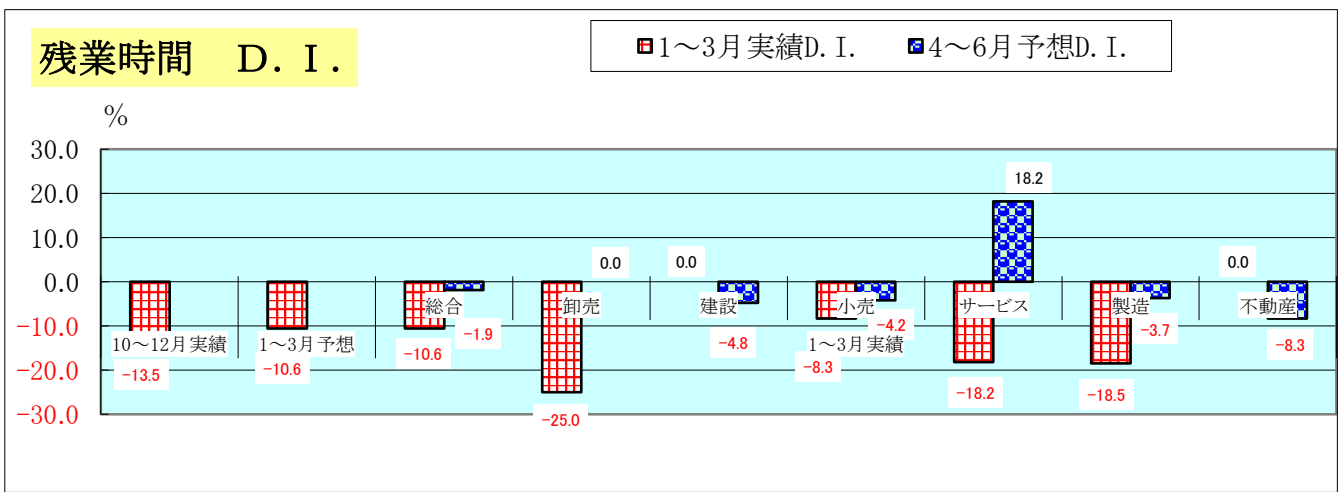 残業時間　Ｄ．Ｉ．
1～3月実績D.I.
4～6月予想D.I.
%
30.0
20.0
10.0
0.0
-10.0
-20.0
-30.0
18.2
0.0
0.0
0.0
総合
卸売
建設
小売
サービス
製造
不動産
10～12月実績
1～3月予想
1～3月実績
-13.5
-10.6
-10.6
-1.9
-25.0
-4.8
-8.3
-4.2
-18.2
-18.5
-3.7
-8.3